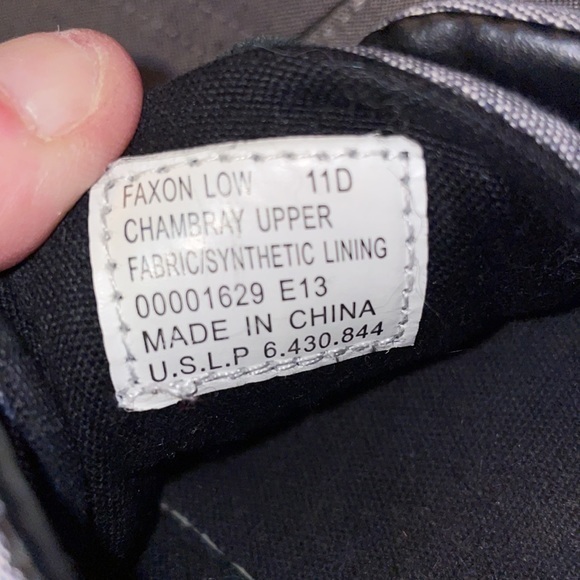 FAXON LOW 11D
CHAMBRAY UPPER
FABRIC/SYNTHETIC LINING
00001629 E13
MADE IN CHINA
U.S.L.P 6.430.844